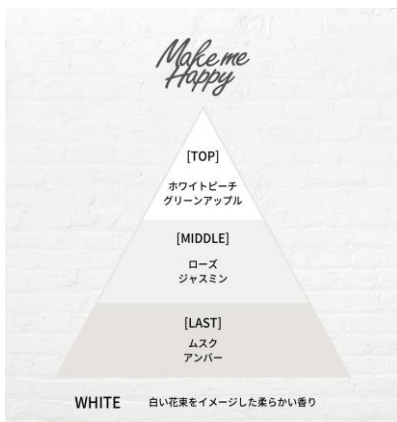 Make me
Happy
[TOP]
ホワイトピーチ
グリーンアップル
[MIDDLE]
ローズ
ジャスミン
[LAST]
ムスク
アンバー
WHITE 白い花束をイメージした柔らかい香り